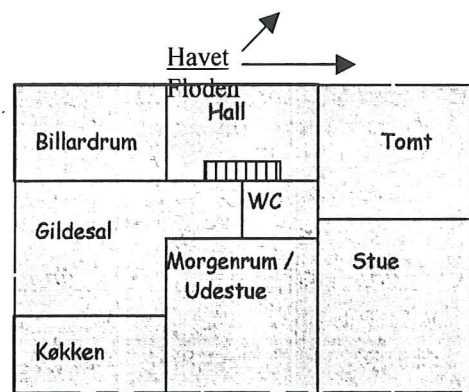 Havet
Floden
Hall
Billardrum
Tomt
WC
Gildesal
Morgenrum /
Udestue
Stue
Køkken